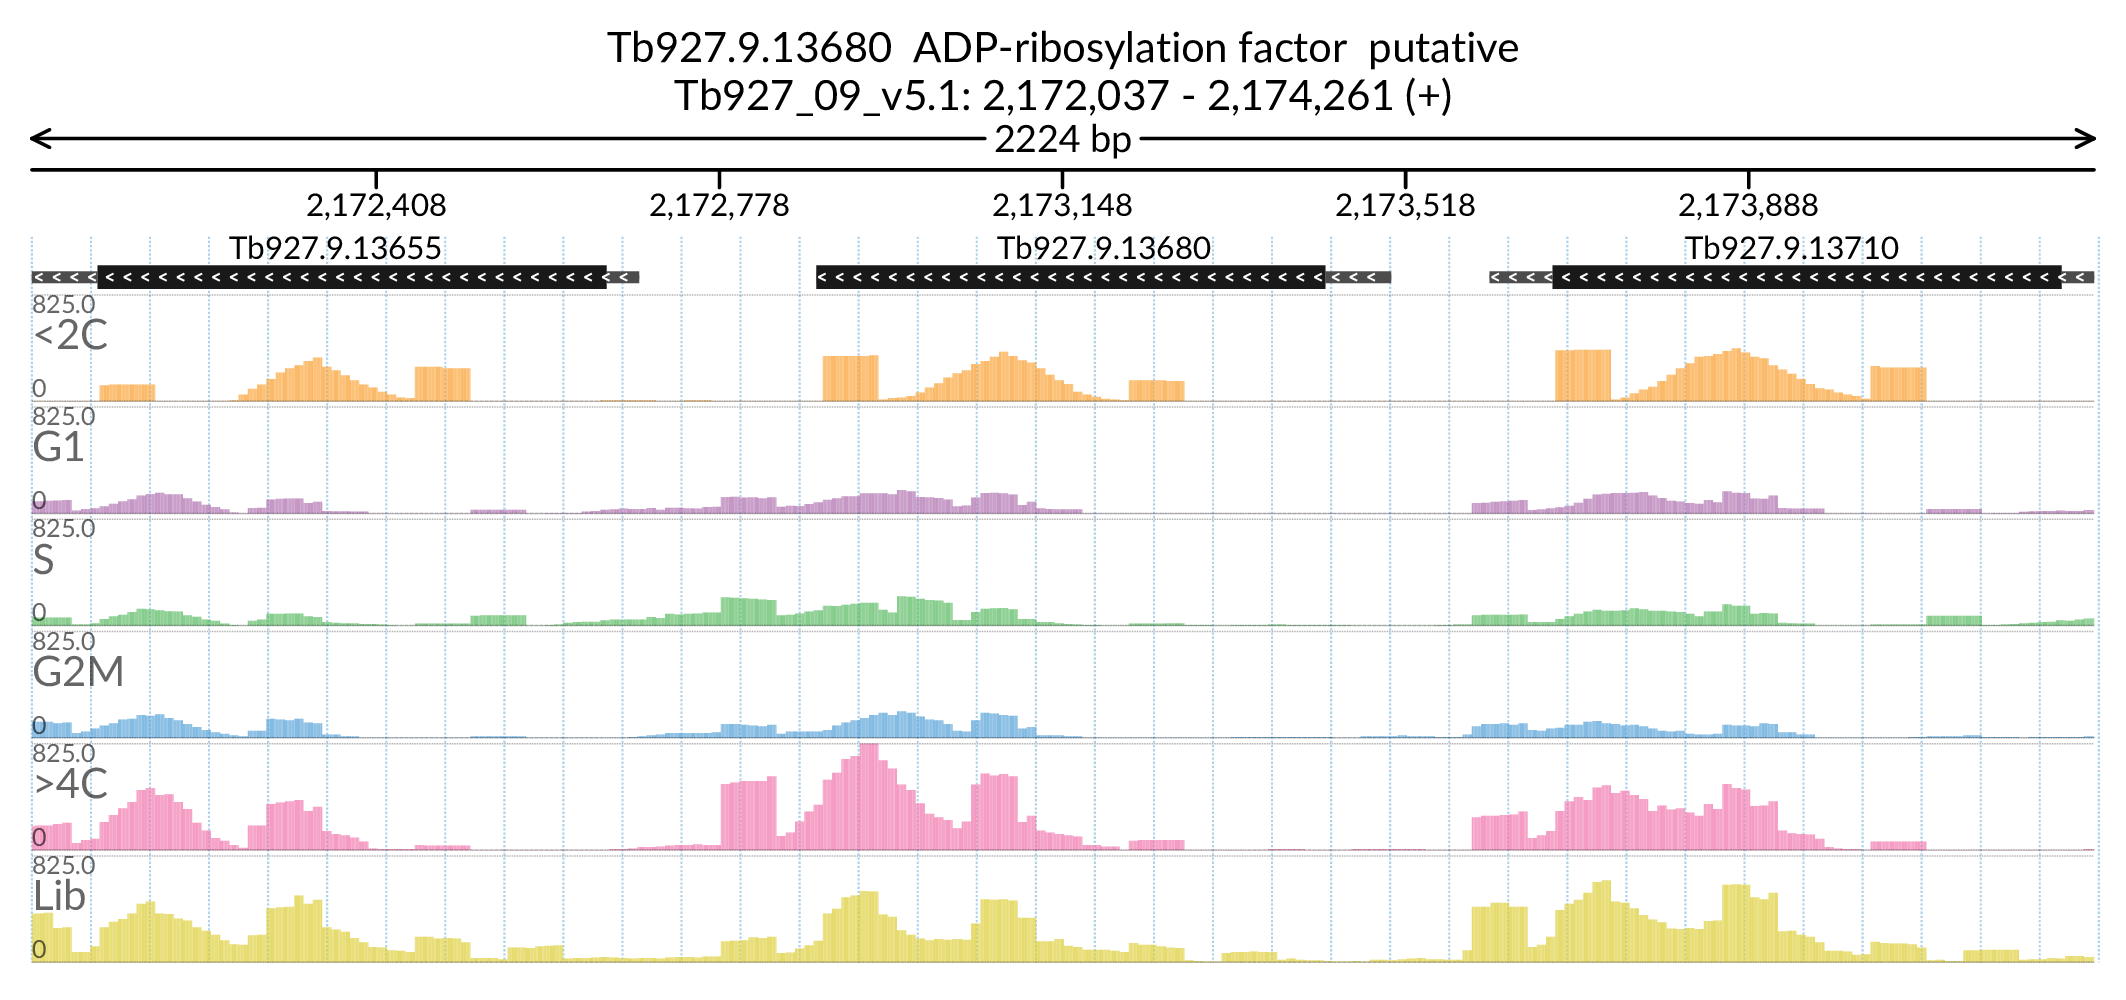 Tb927.9.13680  ADP-ribosylation factor  putative
Tb927_09_v5.1: 2,172,037 - 2,174,261 (+)
2224 bp
2,172,408 2,172,778 2,173,148 2,173,518 2,173,888
Tb927.9.13655 Tb927.9.13680 Tb927.9.13710
825.0
<2C
0
825.0
G1
0
825.0
S
0
825.0
G2M
0
825.0
>4C
0
825.0
Lib
0